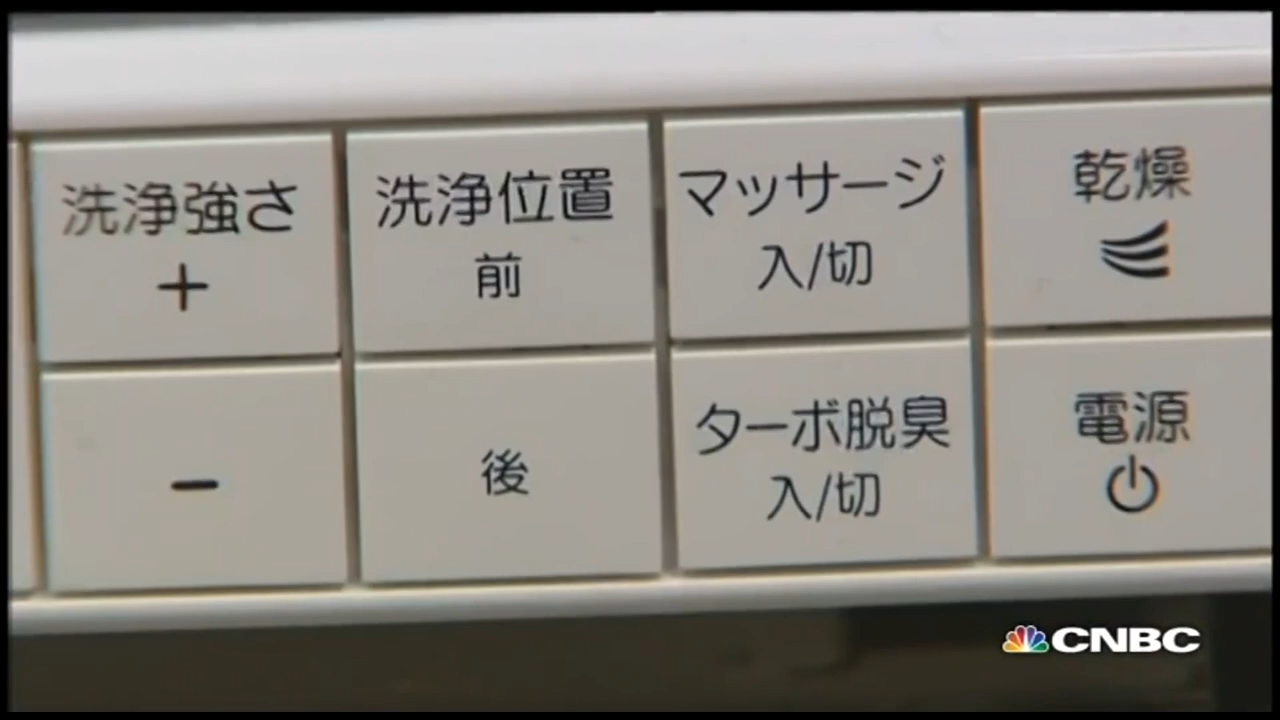 洗浄強さ
+
-
洗浄位置
前
後
マッサージ
入/切
ターボ脱臭
入/切
乾燥
電源
CNBC